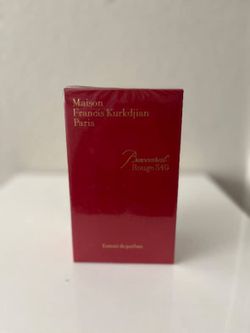 Maison
Francis Kurkdjian
Paris
Baccarat
Rouge 540
Extrait de parfum